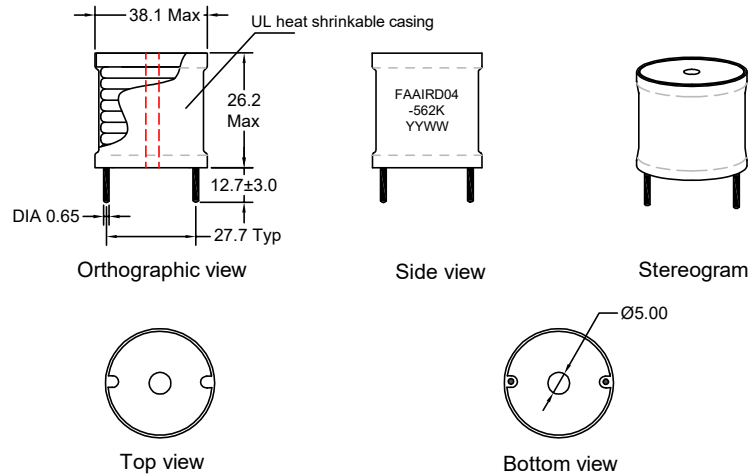 38.1 Max
UL heat shrinkable casing
26.2
Max
12.7±3.0
DIA 0.65
27.7 Typ
Orthographic view
FAAIRD04
-562K
YYWW
Side view
Stereogram
Top view
Ø5.00
Bottom view